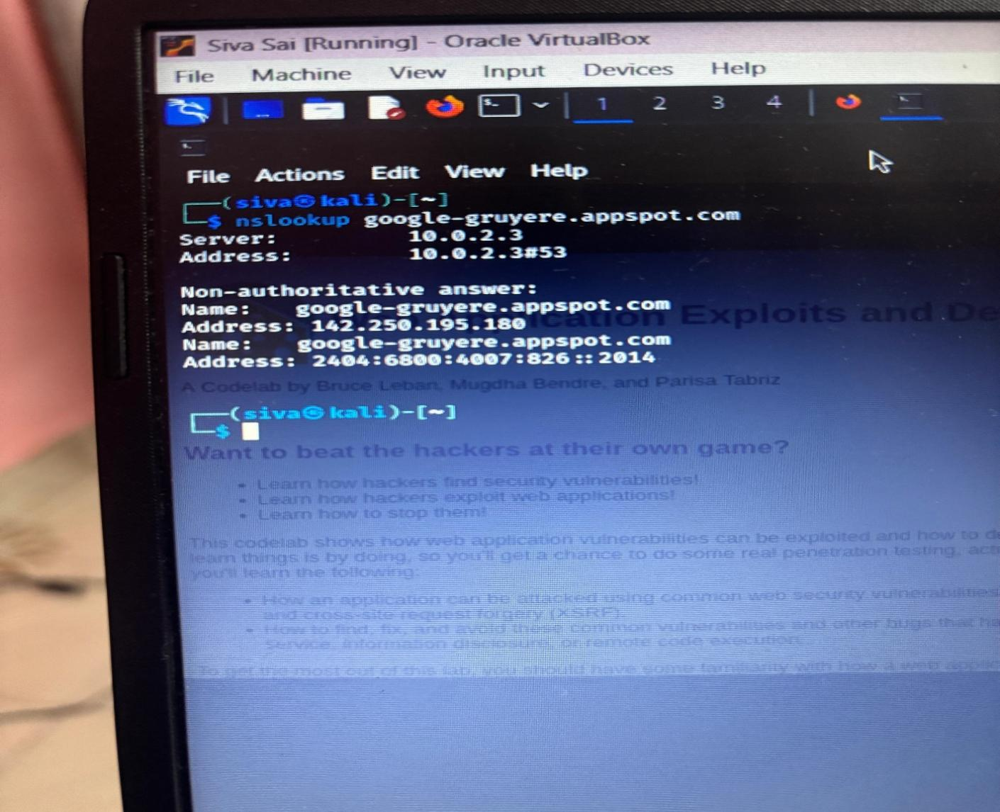 Siva Sai [Running] - Oracle VirtualBox
File Machine View Input Devices Help
1 2 3 4
File Actions Edit View Help
(siva㉿kali)-[~]
$ nslookup google-gruyere.appspot.com
Server: 10.0.2.3
Address: 10.0.2.3#53
Non-authoritative answer:
Name: google-gruyere.appspot.com
Exploits and De
Address: 142.250.195.180
Name: google-gruyere.appspot.com
Address: 2404:6800:4007:826::2014
A Codelab by Bruce Leban, Mugdha Bendre, and Parisa Tabriz
(siva㉿kali)-[~]
$
Want to beat the hackers at their own game?
• Learn how hackers find security vulnerabilities!
• Learn how hackers exploit web applications!
• Learn how to stop them!
This codelab shows how web application vulnerabilities can be exploited and how to de
learn things is by doing, so you'll get a chance to do some real penetration testing, act
you'll learn the following:
• How an application can be attacked using common web security vulnerabilities
and cross-site request forgery (XSRF).
• How to find, fix, and avoid these common vulnerabilities and other bugs that ha
service, information disclosure, or remote code execution.
To get the most out of this lab, you should have some familiarity with how a web applic